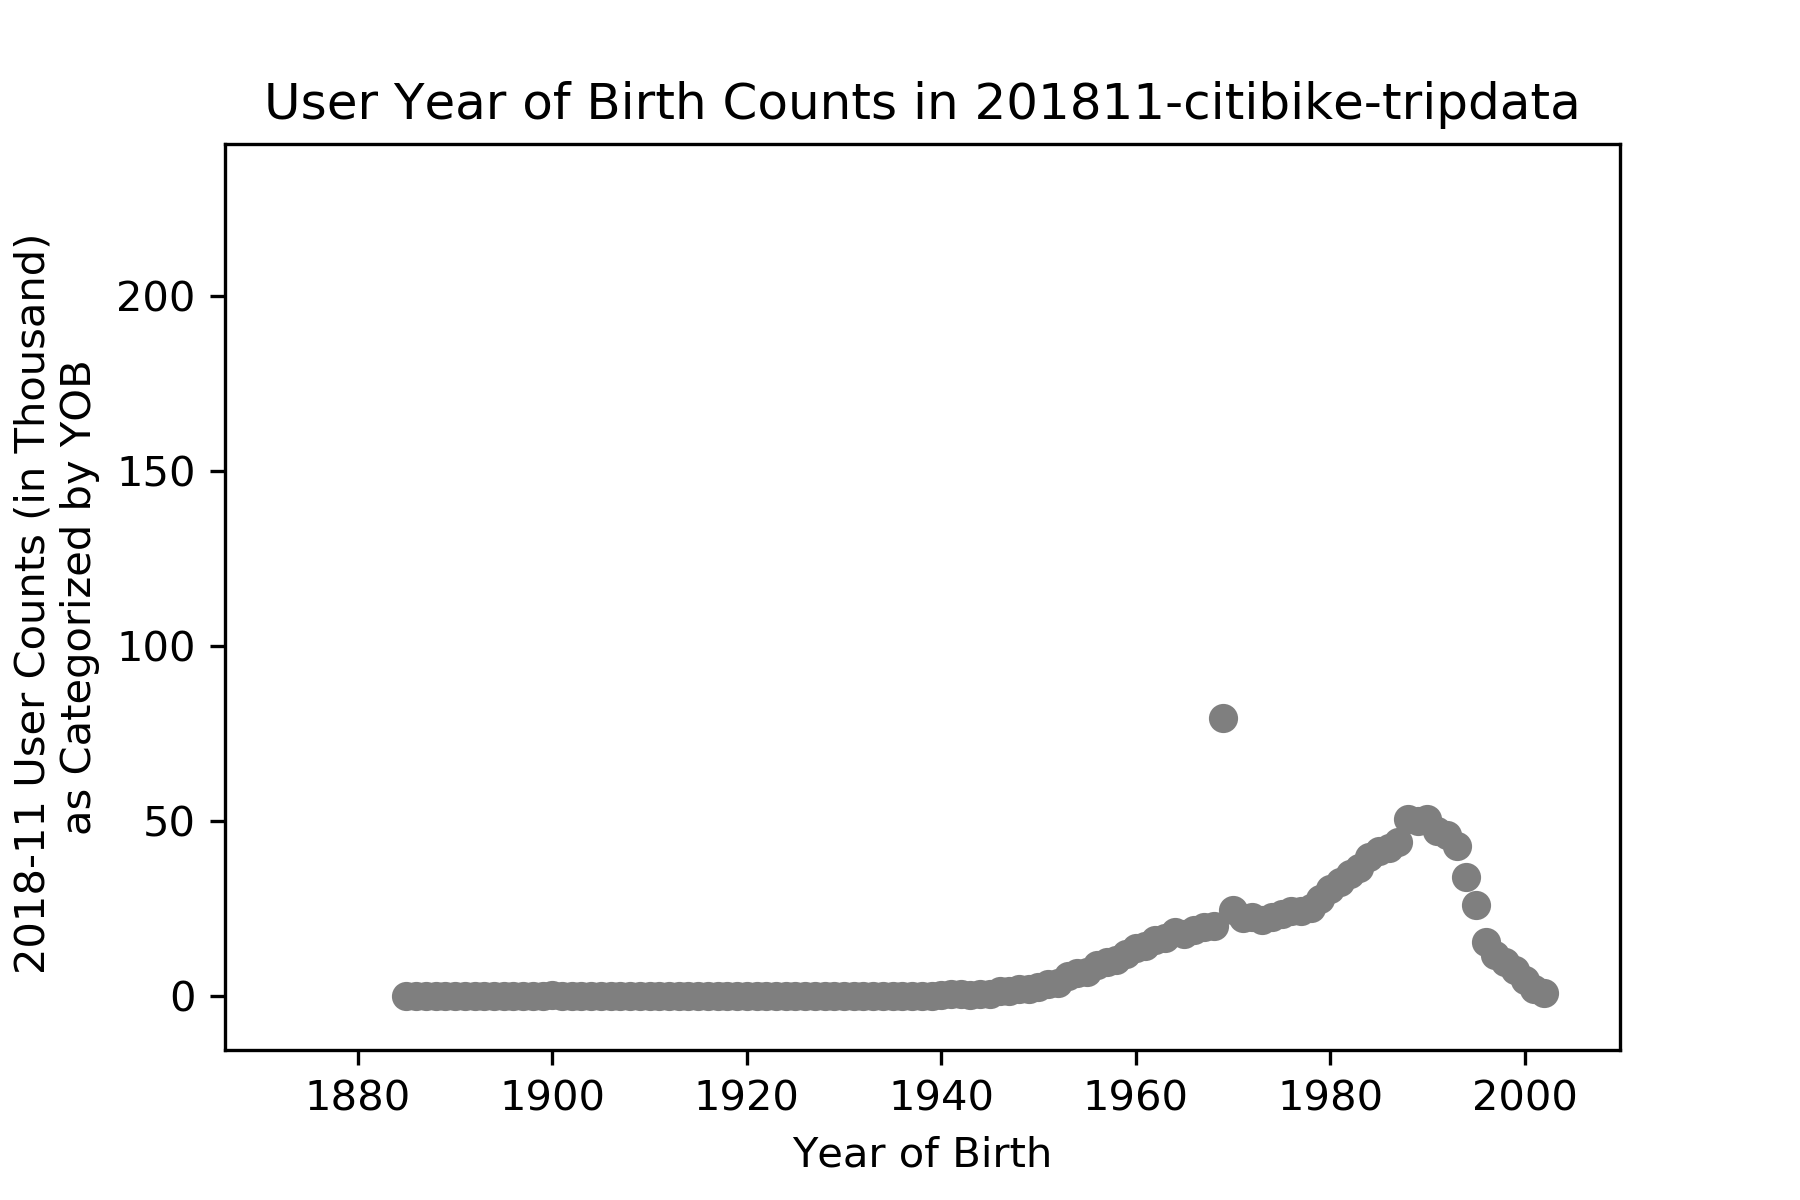 User Year of Birth Counts in 201811-citibike-tripdata
2018-11 User Counts (in Thousand)
as Categorized by YOB
200
150
100
50
0
1880 1900 1920 1940 1960 1980 2000
Year of Birth